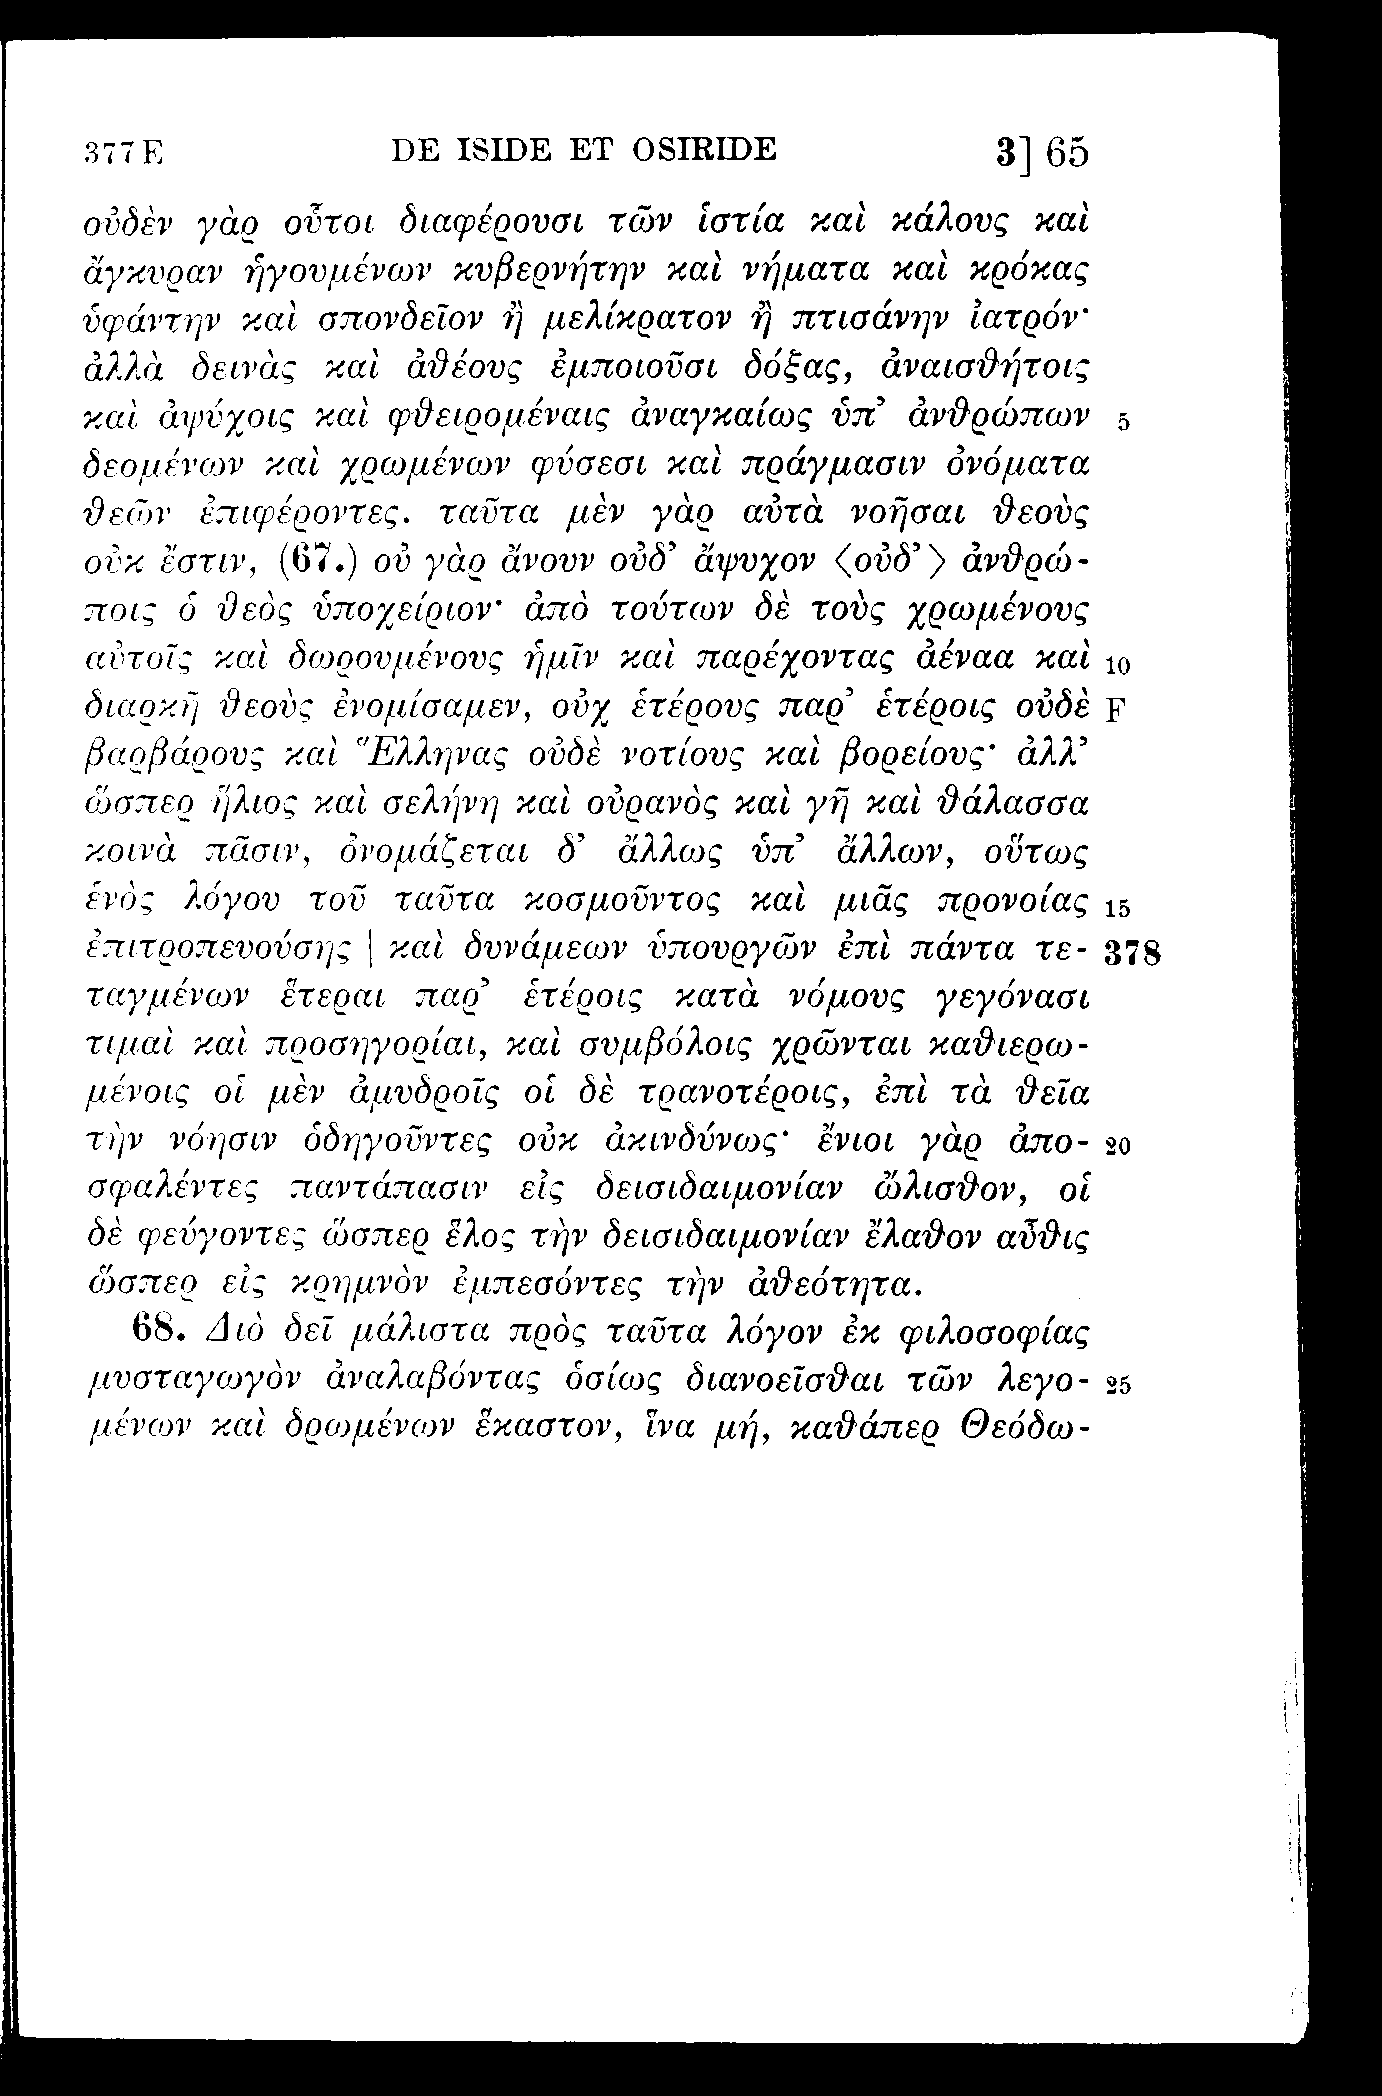 377 E DE ISIDE ET OSIRIDE 3] 65
οὐδὲν γὰρ οὗτοι διαφέρουσι τῶν ἱστία καὶ κάλους καὶ
ἄγκυραν ἡγουμένων κυβερνήτην καὶ νήματα καὶ κρόκας
ὑφάντην καὶ σπονδεῖον ἢ μελίκρατον ἢ πτισάνην ἰατρόν·
ἀλλὰ δεινὰς καὶ ἀθέους ἐμποιοῦσι δόξας, ἀναισθήτοις
καὶ ἀψύχοις καὶ φθειρομέναις ἀναγκαίως ὑπ’ ἀνθρώπων 5
δεομένων καὶ χρωμένων φύσεσι καὶ πράγμασιν ὀνόματα
θεῶν ἐπιφέροντες. ταῦτα μὲν γὰρ αὐτὰ νοῆσαι θεοὺς
οὐκ ἔστιν, (67.) οὐ γὰρ ἄνουν οὐδ’ ἄψυχον ⟨οὐδ’⟩ ἀνθρώ-
ποις ὁ θεὸς ὑποχείριον· ἀπὸ τούτων δὲ τοὺς χρωμένους
αὐτοῖς καὶ δωρουμένους ἡμῖν καὶ παρέχοντας ἀέναα καὶ 10
διαρκῆ θεοὺς ἐνομίσαμεν, οὐχ ἑτέρους παρ’ ἑτέροις οὐδὲ F
βαρβάρους καὶ Ἕλληνας οὐδὲ νοτίους καὶ βορείους· ἀλλ’
ὥσπερ ἥλιος καὶ σελήνη καὶ οὐρανὸς καὶ γῆ καὶ θάλασσα
κοινὰ πᾶσιν, ὀνομάζεται δ’ ἄλλως ὑπ’ ἄλλων, οὕτως
ἑνὸς λόγου τοῦ ταῦτα κοσμοῦντος καὶ μιᾶς προνοίας 15
ἐπιτροπευούσης | καὶ δυνάμεων ὑπουργῶν ἐπὶ πάντα τε- 378
ταγμένων ἕτεραι παρ’ ἑτέροις κατὰ νόμους γεγόνασι
τιμαὶ καὶ προσηγορίαι, καὶ συμβόλοις χρῶνται καθιερω-
μένοις οἱ μὲν ἀμυδροῖς οἱ δὲ τρανοτέροις, ἐπὶ τὰ θεῖα
τὴν νόησιν ὁδηγοῦντες οὐκ ἀκινδύνως· ἔνιοι γὰρ ἀπο- 20
σφαλέντες παντάπασιν εἰς δεισιδαιμονίαν ὤλισθον, οἱ
δὲ φεύγοντες ὥσπερ ἕλος τὴν δεισιδαιμονίαν ἔλαθον αὖθις
ὥσπερ εἰς κρημνὸν ἐμπεσόντες τὴν ἀθεότητα.
68. Διὸ δεῖ μάλιστα πρὸς ταῦτα λόγον ἐκ φιλοσοφίας
μυσταγωγὸν ἀναλαβόντας ὁσίως διανοεῖσθαι τῶν λεγο- 25
μένων καὶ δρωμένων ἕκαστον, ἵνα μή, καθάπερ Θεόδω-